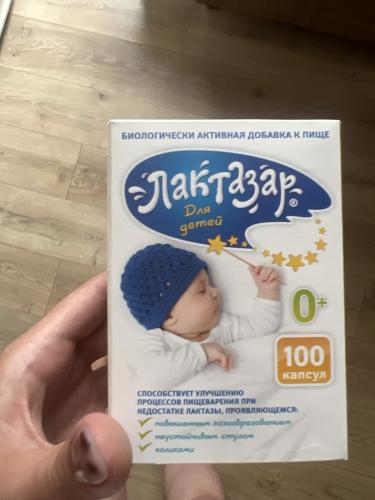 БИОЛОГИЧЕСКИ АКТИВНАЯ ДОБАВКА К ПИЩЕ
Лактазар®
Для
детей
0+
100
капсул
СПОСОБСТВУЕТ УЛУЧШЕНИЮ
ПРОЦЕССОВ ПИЩЕВАРЕНИЯ ПРИ
НЕДОСТАТКЕ ЛАКТАЗЫ, ПРОЯВЛЯЮЩЕМСЯ:
повышенным газообразованием
неустойчивым стулом
коликами